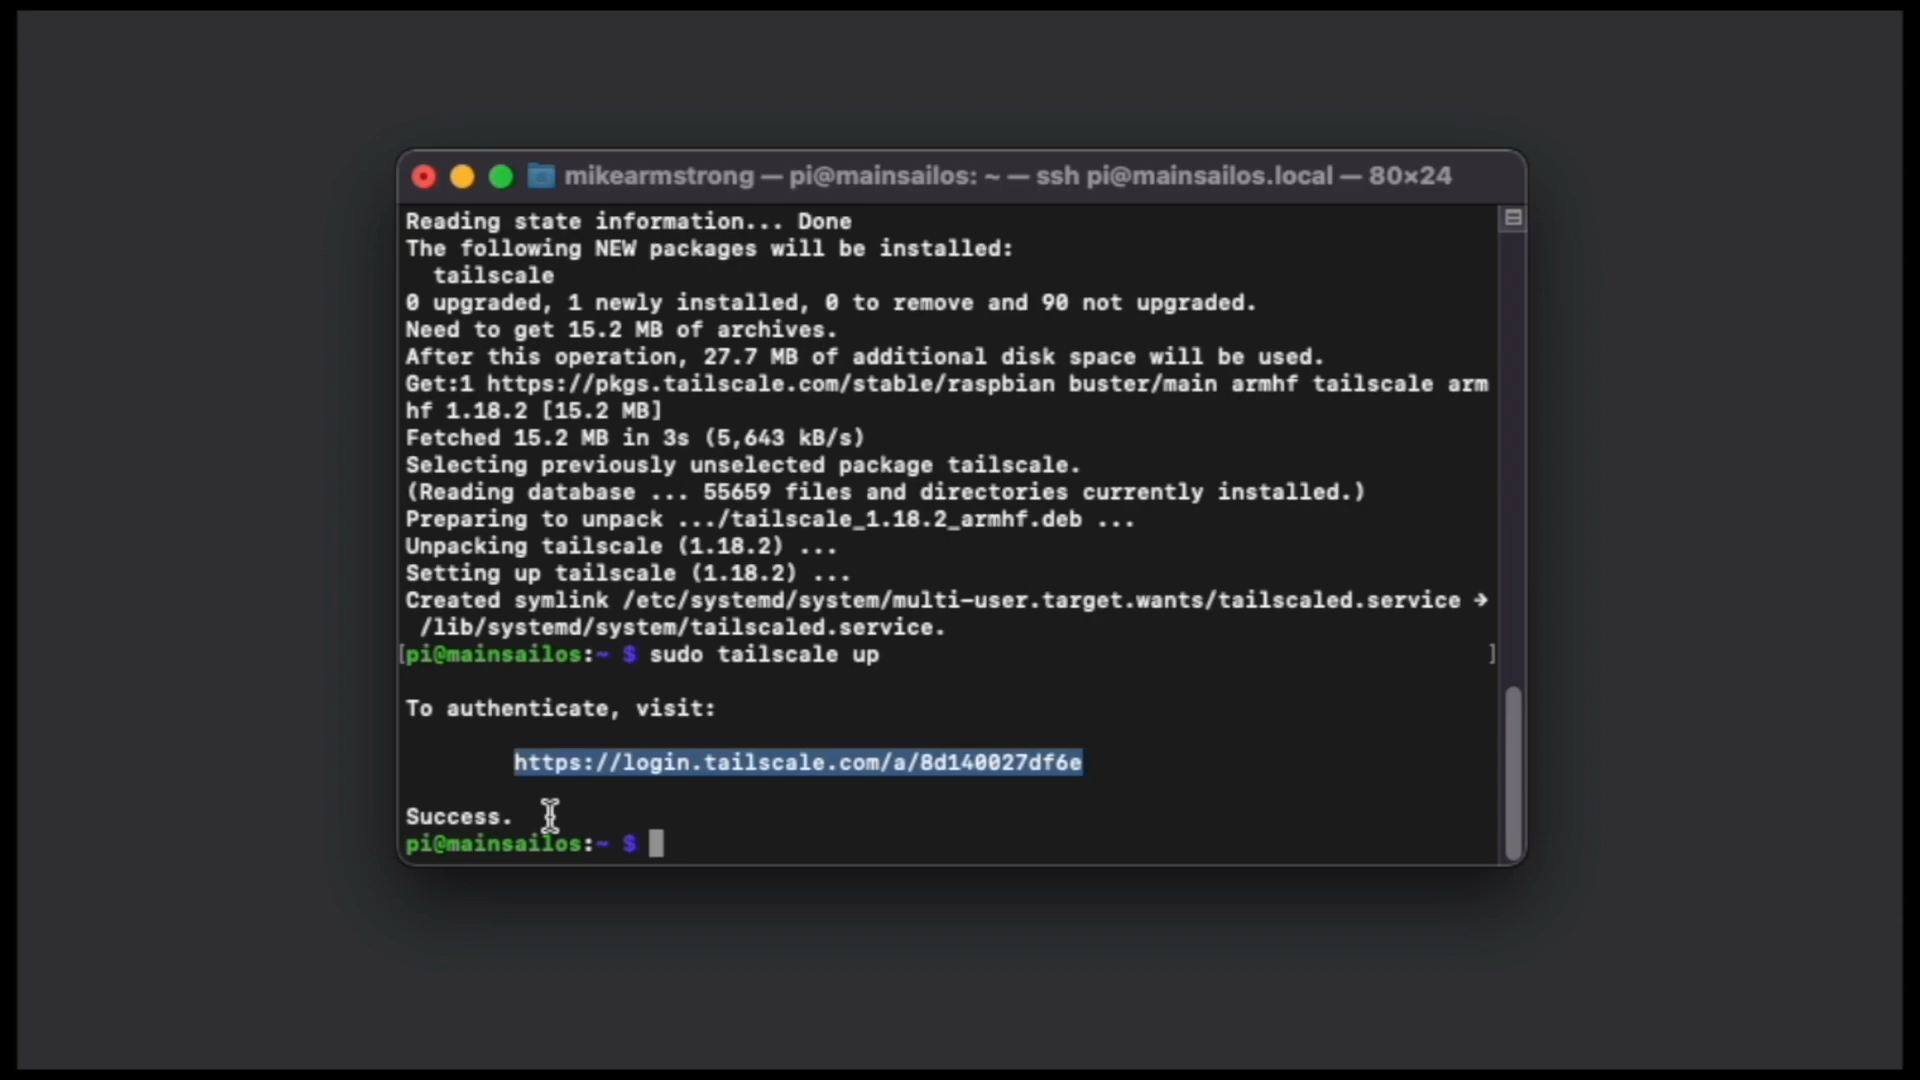 mikearmstrong — pi@mainsailos: ~ — ssh pi@mainsailos.local — 80×24
Reading state information... Done
The following NEW packages will be installed:
  tailscale
0 upgraded, 1 newly installed, 0 to remove and 90 not upgraded.
Need to get 15.2 MB of archives.
After this operation, 27.7 MB of additional disk space will be used.
Get:1 https://pkgs.tailscale.com/stable/raspbian buster/main armhf tailscale arm
hf 1.18.2 [15.2 MB]
Fetched 15.2 MB in 3s (5,643 kB/s)
Selecting previously unselected package tailscale.
(Reading database ... 55659 files and directories currently installed.)
Preparing to unpack .../tailscale_1.18.2_armhf.deb ...
Unpacking tailscale (1.18.2) ...
Setting up tailscale (1.18.2) ...
Created symlink /etc/systemd/system/multi-user.target.wants/tailscaled.service →
 /lib/systemd/system/tailscaled.service.
[pi@mainsailos:~ $ sudo tailscale up ]
To authenticate, visit:
https://login.tailscale.com/a/8d140027df6e
Success.
pi@mainsailos:~ $